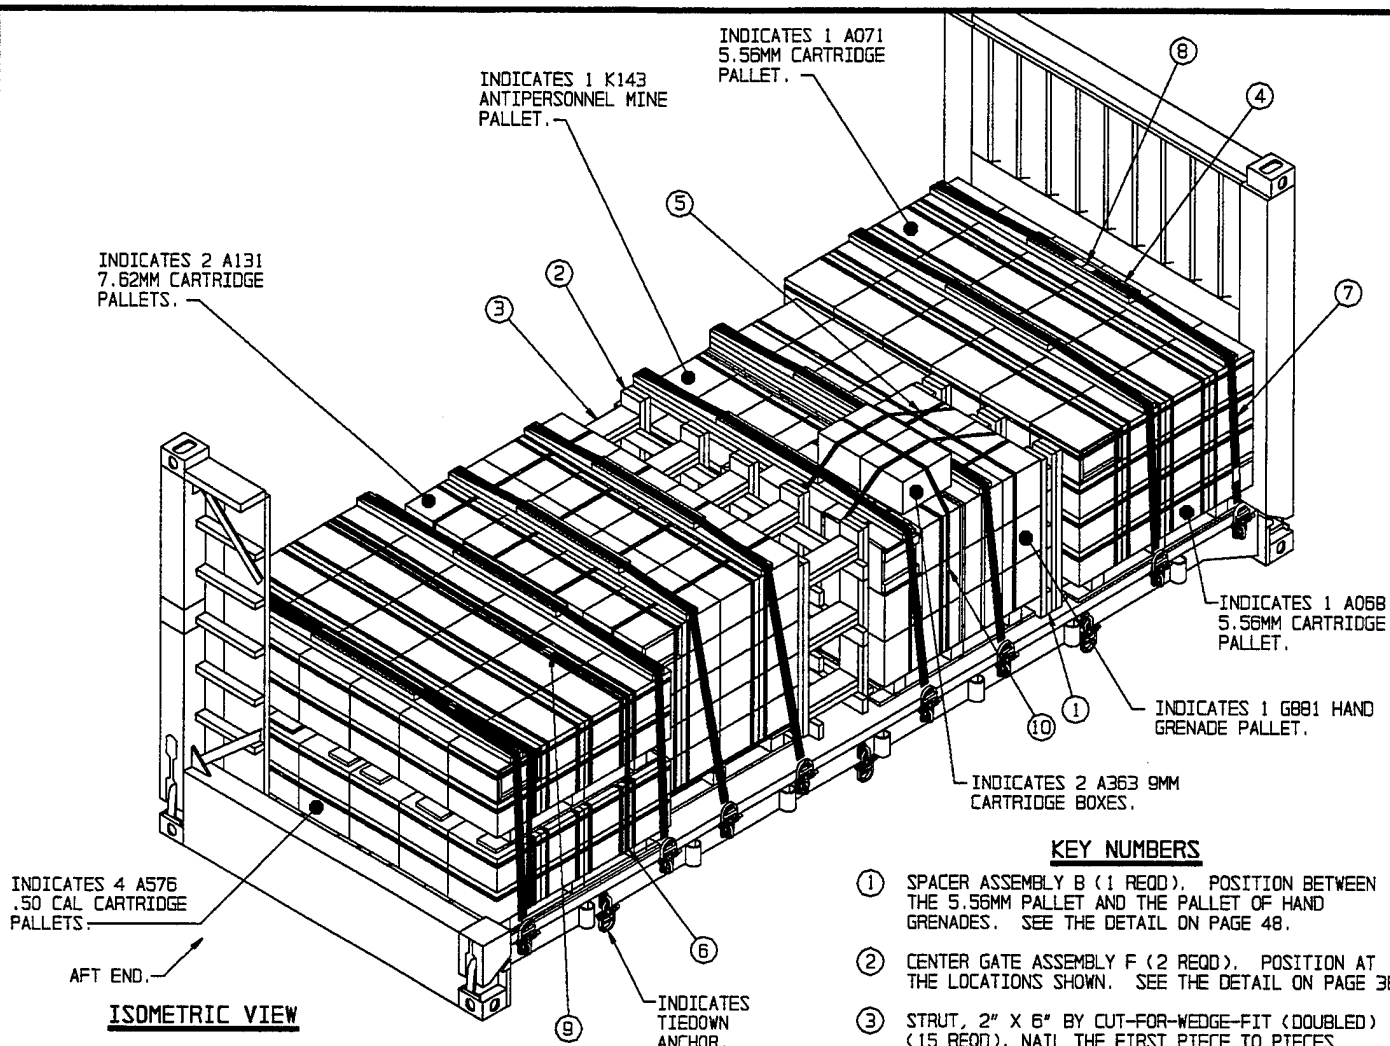 INDICATES 1 A071
5.56MM CARTRIDGE
PALLET.
8
4
INDICATES 1 K143
ANTIPERSONNEL MINE
PALLET.
5
7
INDICATES 2 A131
7.62MM CARTRIDGE
PALLETS.
2
3
INDICATES 1 A068
5.56MM CARTRIDGE
PALLET.
INDICATES 1 G881 HAND
GRENADE PALLET.
1
10
INDICATES 2 A363 9MM
CARTRIDGE BOXES.
INDICATES 4 A576
.50 CAL CARTRIDGE
PALLETS.
AFT END.
ISOMETRIC VIEW
6
9
INDICATES
TIEDOWN
ANCHOR.
KEY NUMBERS
1 SPACER ASSEMBLY B (1 REQD). POSITION BETWEEN
THE 5.56MM PALLET AND THE PALLET OF HAND
GRENADES. SEE THE DETAIL ON PAGE 48.
2 CENTER GATE ASSEMBLY F (2 REQD). POSITION AT
THE LOCATIONS SHOWN. SEE THE DETAIL ON PAGE
3 STRUT, 2" X 6" BY CUT-FOR-WEDGE-FIT (DOUBLED)
(15 REQD). NAIL THE FIRST PIECE TO PIECES